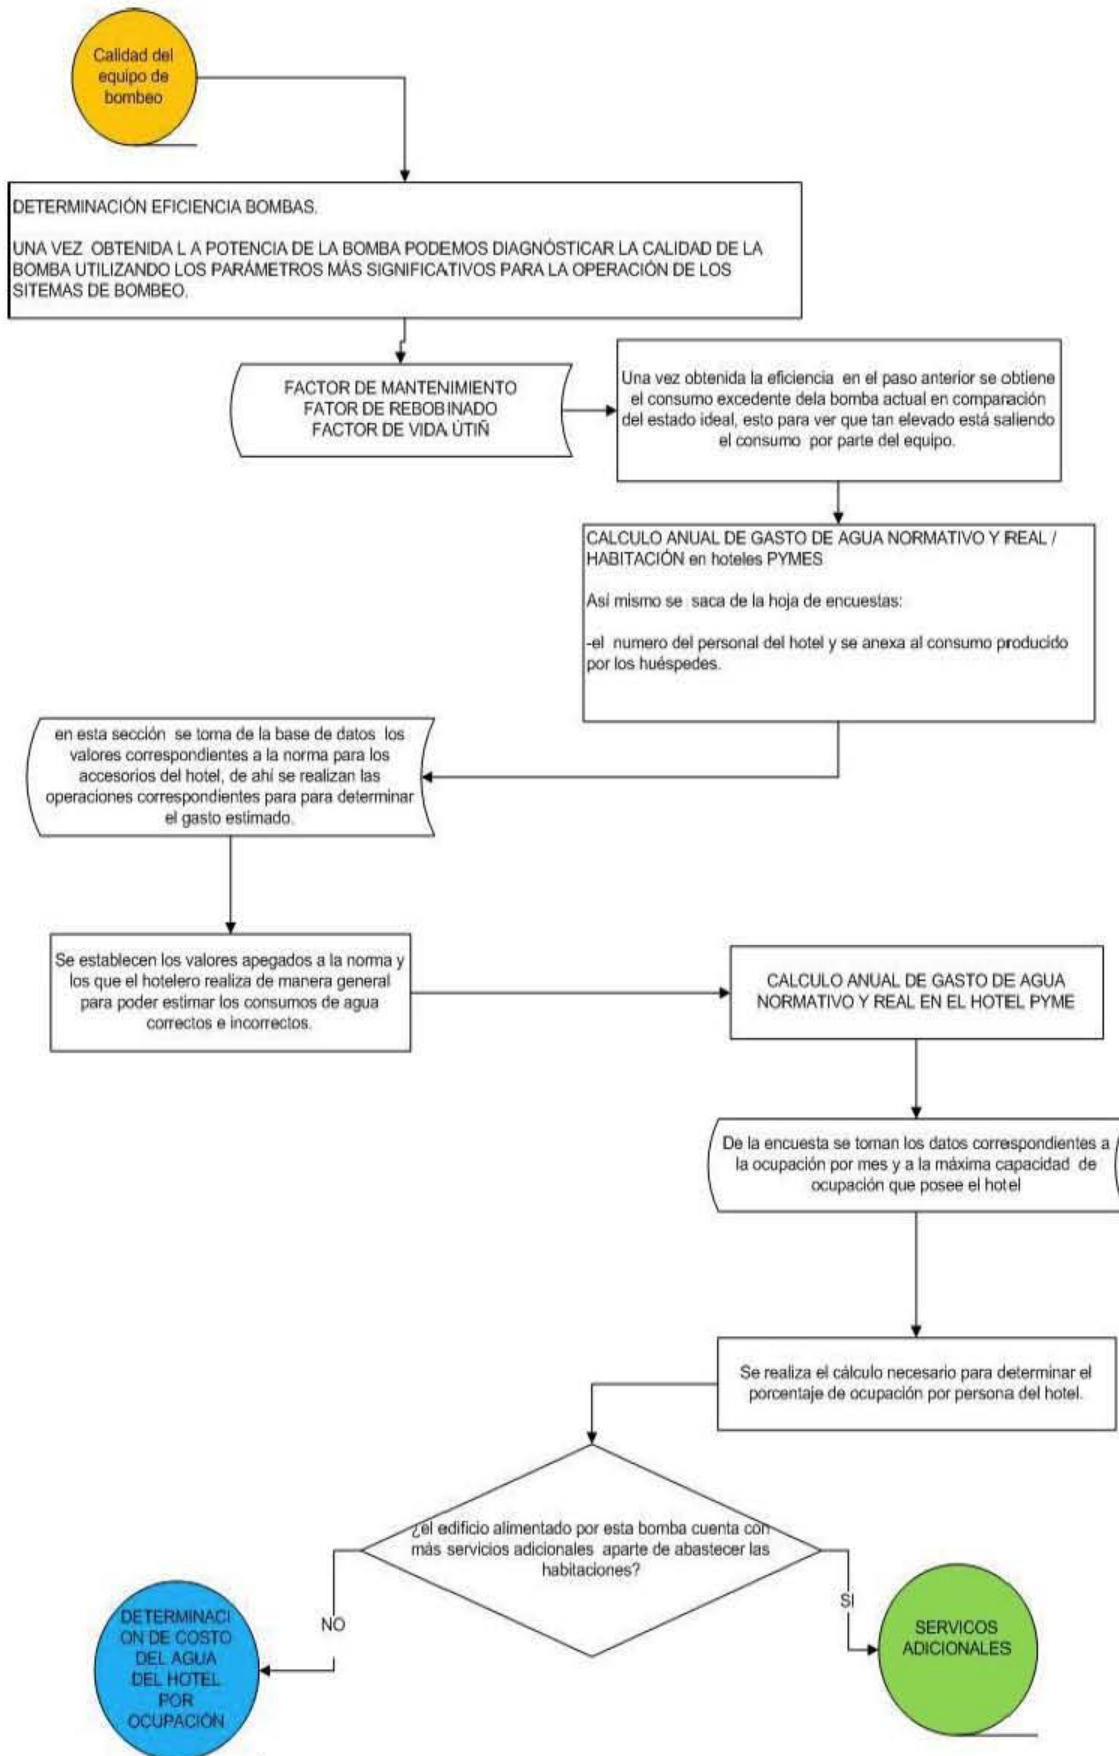 Calidad del
equipo de
bombeo
DETERMINACIÓN EFICIENCIA BOMBAS.
UNA VEZ OBTENIDA L A POTENCIA DE LA BOMBA PODEMOS DIAGNÓSTICAR LA CALIDAD DE LA
BOMBA UTILIZANDO LOS PARÁMETROS MÁS SIGNIFICATIVOS PARA LA OPERACIÓN DE LOS
SITEMAS DE BOMBEO.
FACTOR DE MANTENIMIENTO
FATOR DE REBOBINADO
FACTOR DE VIDA ÚTIÑ
Una vez obtenida la eficiencia en el paso anterior se obtiene
el consumo excedente dela bomba actual en comparación
del estado ideal, esto para ver que tan elevado está saliendo
el consumo por parte del equipo.
CALCULO ANUAL DE GASTO DE AGUA NORMATIVO Y REAL /
HABITACIÓN en hoteles PYMES
Así mismo se saca de la hoja de encuestas:
-el numero del personal del hotel y se anexa al consumo producido
por los huéspedes.
en esta sección se toma de la base de datos los
valores correspondientes a la norma para los
accesorios del hotel, de ahí se realizan las
operaciones correspondientes para para determinar
el gasto estimado.
Se establecen los valores apegados a la norma y
los que el hotelero realiza de manera general
para poder estimar los consumos de agua
correctos e incorrectos.
CALCULO ANUAL DE GASTO DE AGUA
NORMATIVO Y REAL EN EL HOTEL PYME
De la encuesta se toman los datos correspondientes a
la ocupación por mes y a la máxima capacidad de
ocupación que posee el hotel
Se realiza el cálculo necesario para determinar el
porcentaje de ocupación por persona del hotel.
¿el edificio alimentado por esta bomba cuenta con
más servicios adicionales aparte de abastecer las
habitaciones?
NO
SI
DETERMINACI
ON DE COSTO
DEL AGUA
DEL HOTEL
POR
OCUPACIÓN
SERVICOS
ADICIONALES